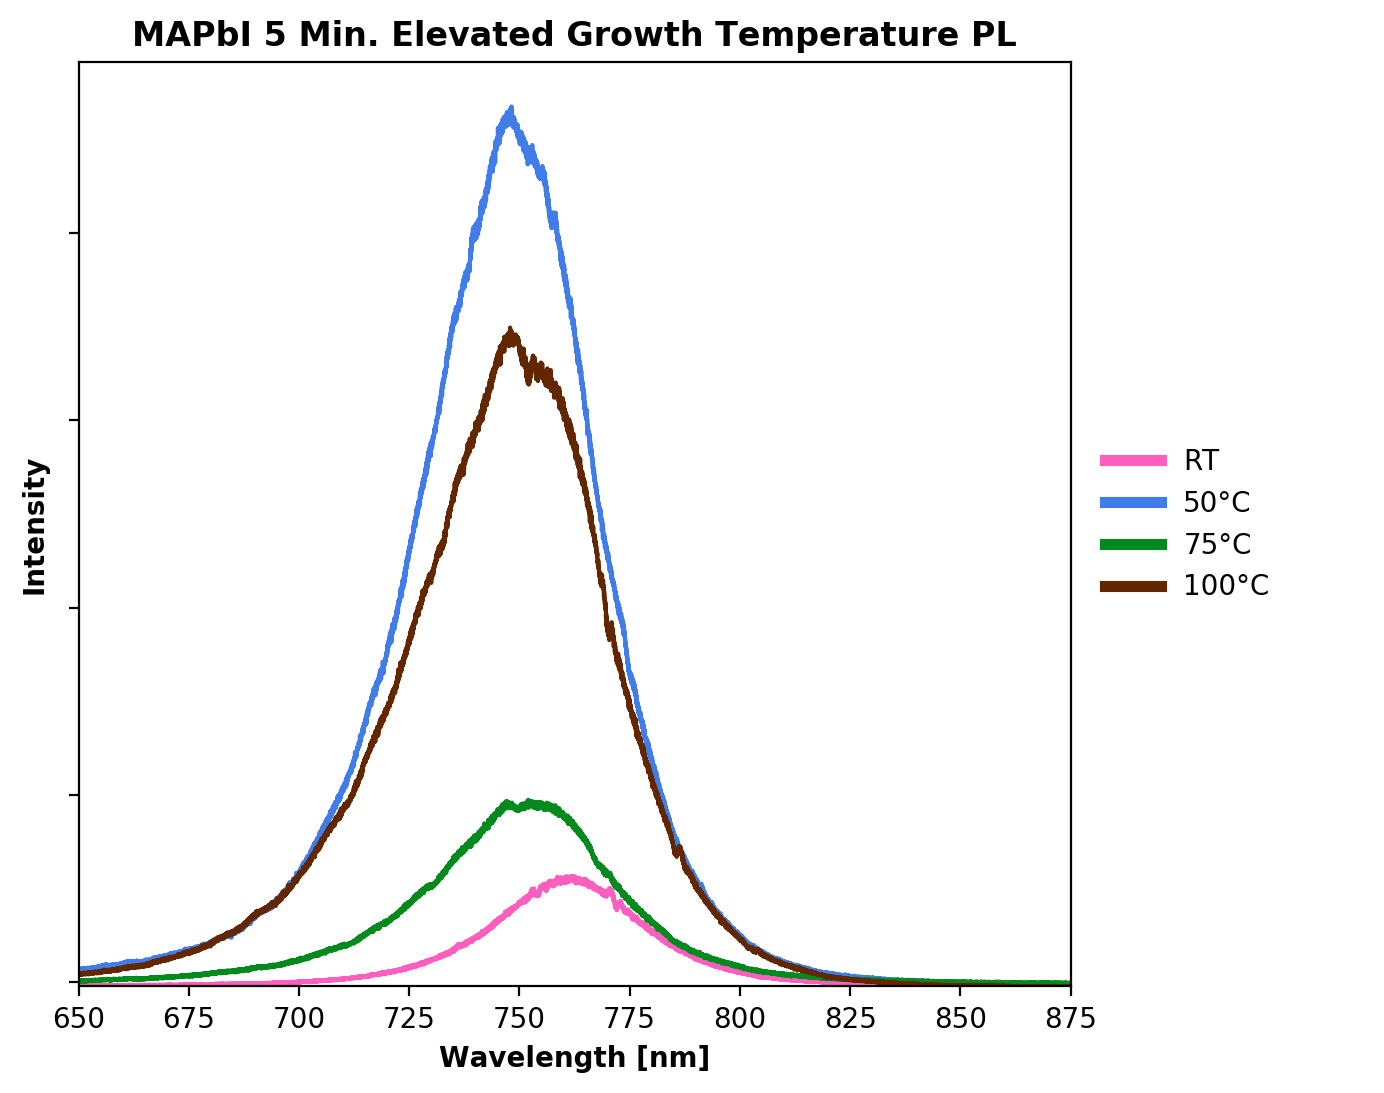 MAPbI 5 Min. Elevated Growth Temperature PL
Intensity
RT
50°C
75°C
100°C
650 675 700 725 750 775 800 825 850 875
Wavelength [nm]